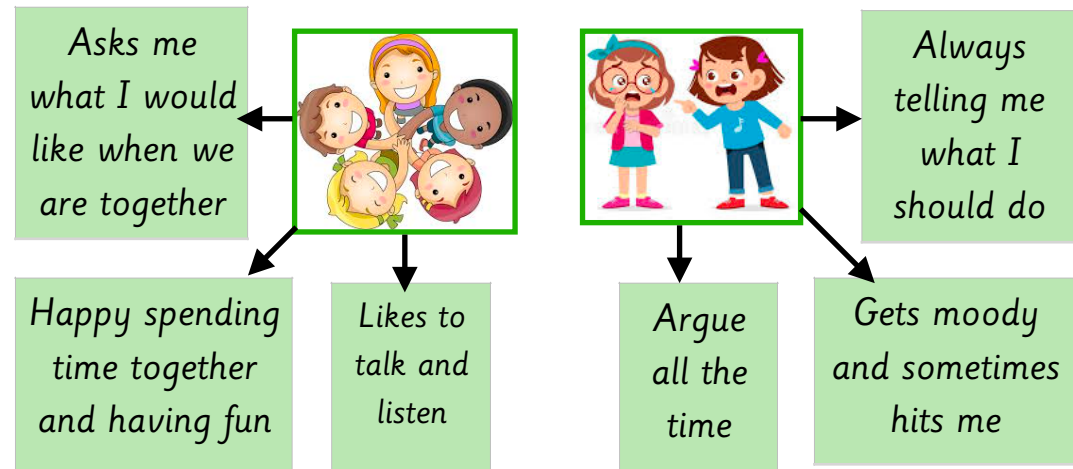 Asks me
what I would
like when we
are together
Happy spending
time together
and having fun
Likes to
talk and
listen
Always
telling me
what I
should do
Argue
all the
time
Gets moody
and sometimes
hits me